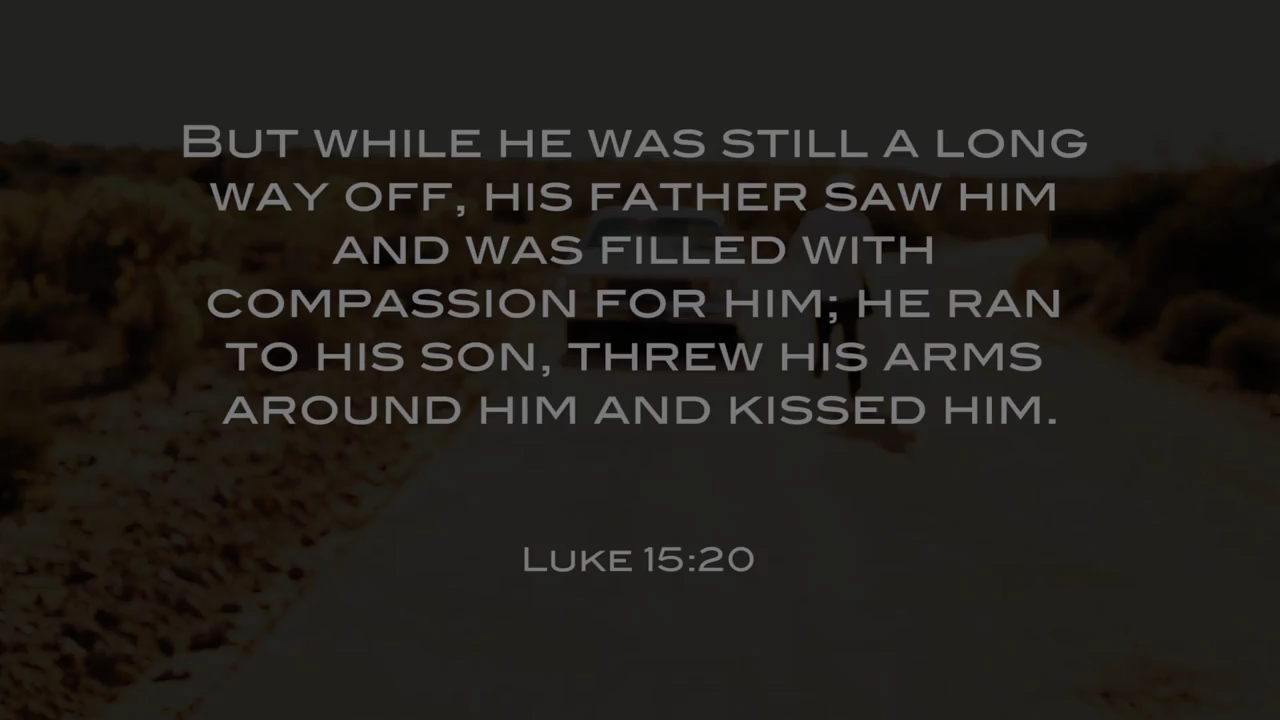 But while he was still a long
way off, his father saw him
and was filled with
compassion for him; he ran
to his son, threw his arms
around him and kissed him.
Luke 15:20